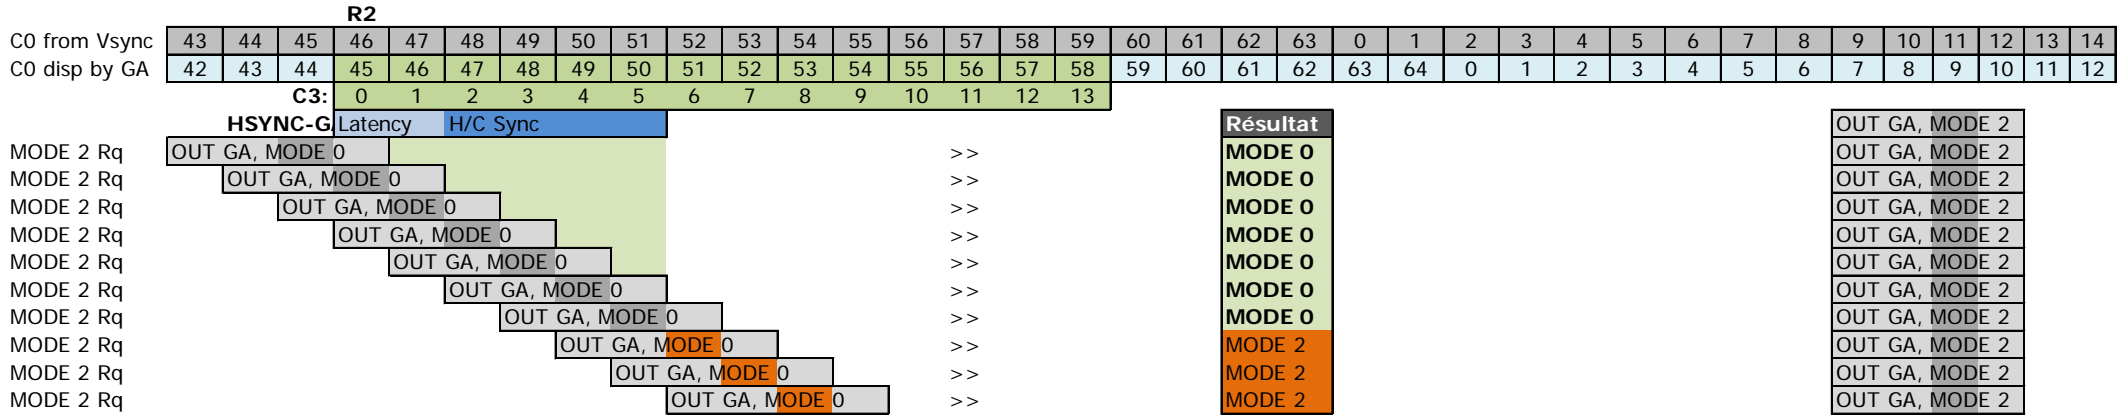 R2
C0 from Vsync 43 44 45 46 47 48 49 50 51 52 53 54 55 56 57 58 59 60 61 62 63 0 1 2 3 4 5 6 7 8 9 10 11 12 13 14
C0 disp by GA 42 43 44 45 46 47 48 49 50 51 52 53 54 55 56 57 58 59 60 61 62 63 64 0 1 2 3 4 5 6 7 8 9 10 11 12
C3: 0 1 2 3 4 5 6 7 8 9 10 11 12 13
HSYNC-G Latency H/C Sync Résultat OUT GA, MODE 2
MODE 2 Rq OUT GA, MODE 0 >> MODE 0 OUT GA, MODE 2
MODE 2 Rq OUT GA, MODE 0 >> MODE 0 OUT GA, MODE 2
MODE 2 Rq OUT GA, MODE 0 >> MODE 0 OUT GA, MODE 2
MODE 2 Rq OUT GA, MODE 0 >> MODE 0 OUT GA, MODE 2
MODE 2 Rq OUT GA, MODE 0 >> MODE 0 OUT GA, MODE 2
MODE 2 Rq OUT GA, MODE 0 >> MODE 0 OUT GA, MODE 2
MODE 2 Rq OUT GA, MODE 0 >> MODE 0 OUT GA, MODE 2
MODE 2 Rq OUT GA, MODE 0 >> MODE 2 OUT GA, MODE 2
MODE 2 Rq OUT GA, MODE 0 >> MODE 2 OUT GA, MODE 2
MODE 2 Rq OUT GA, MODE 0 >> MODE 2 OUT GA, MODE 2